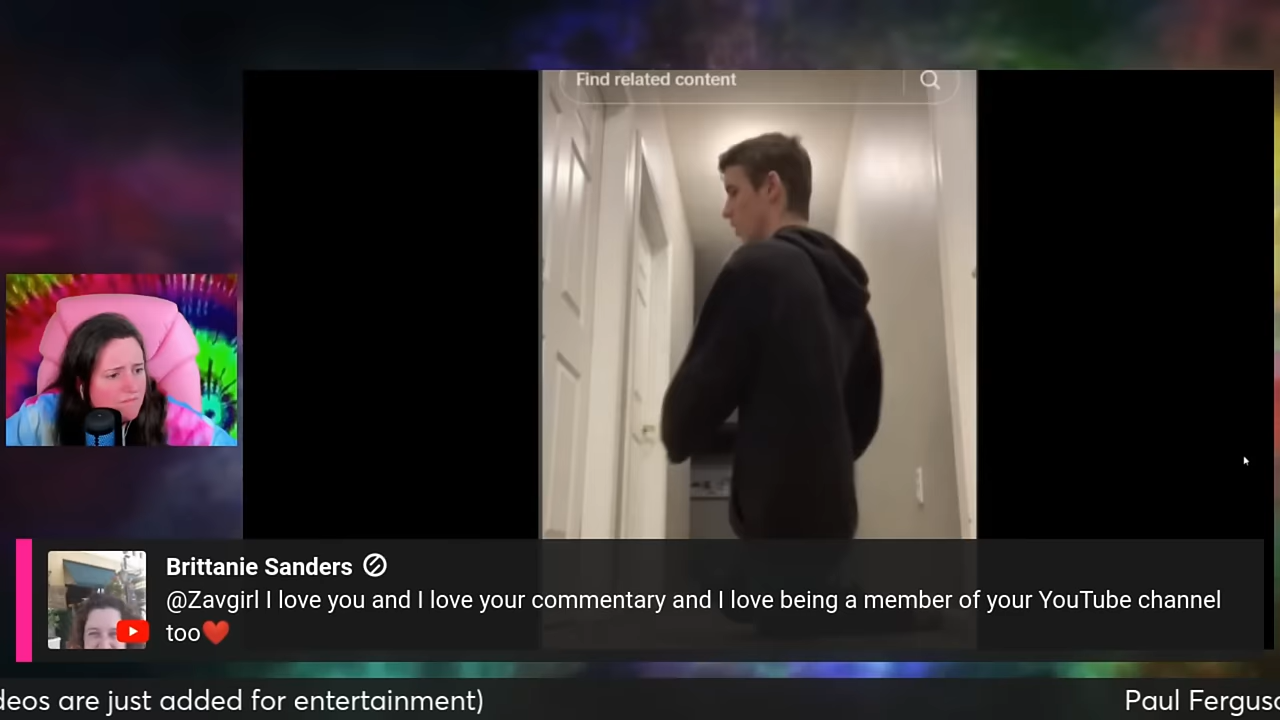 Find related content
Brittanie Sanders
@Zavgirl I love you and I love your commentary and I love being a member of your YouTube channel
too❤️
deos are just added for entertainment)
Paul Fergus